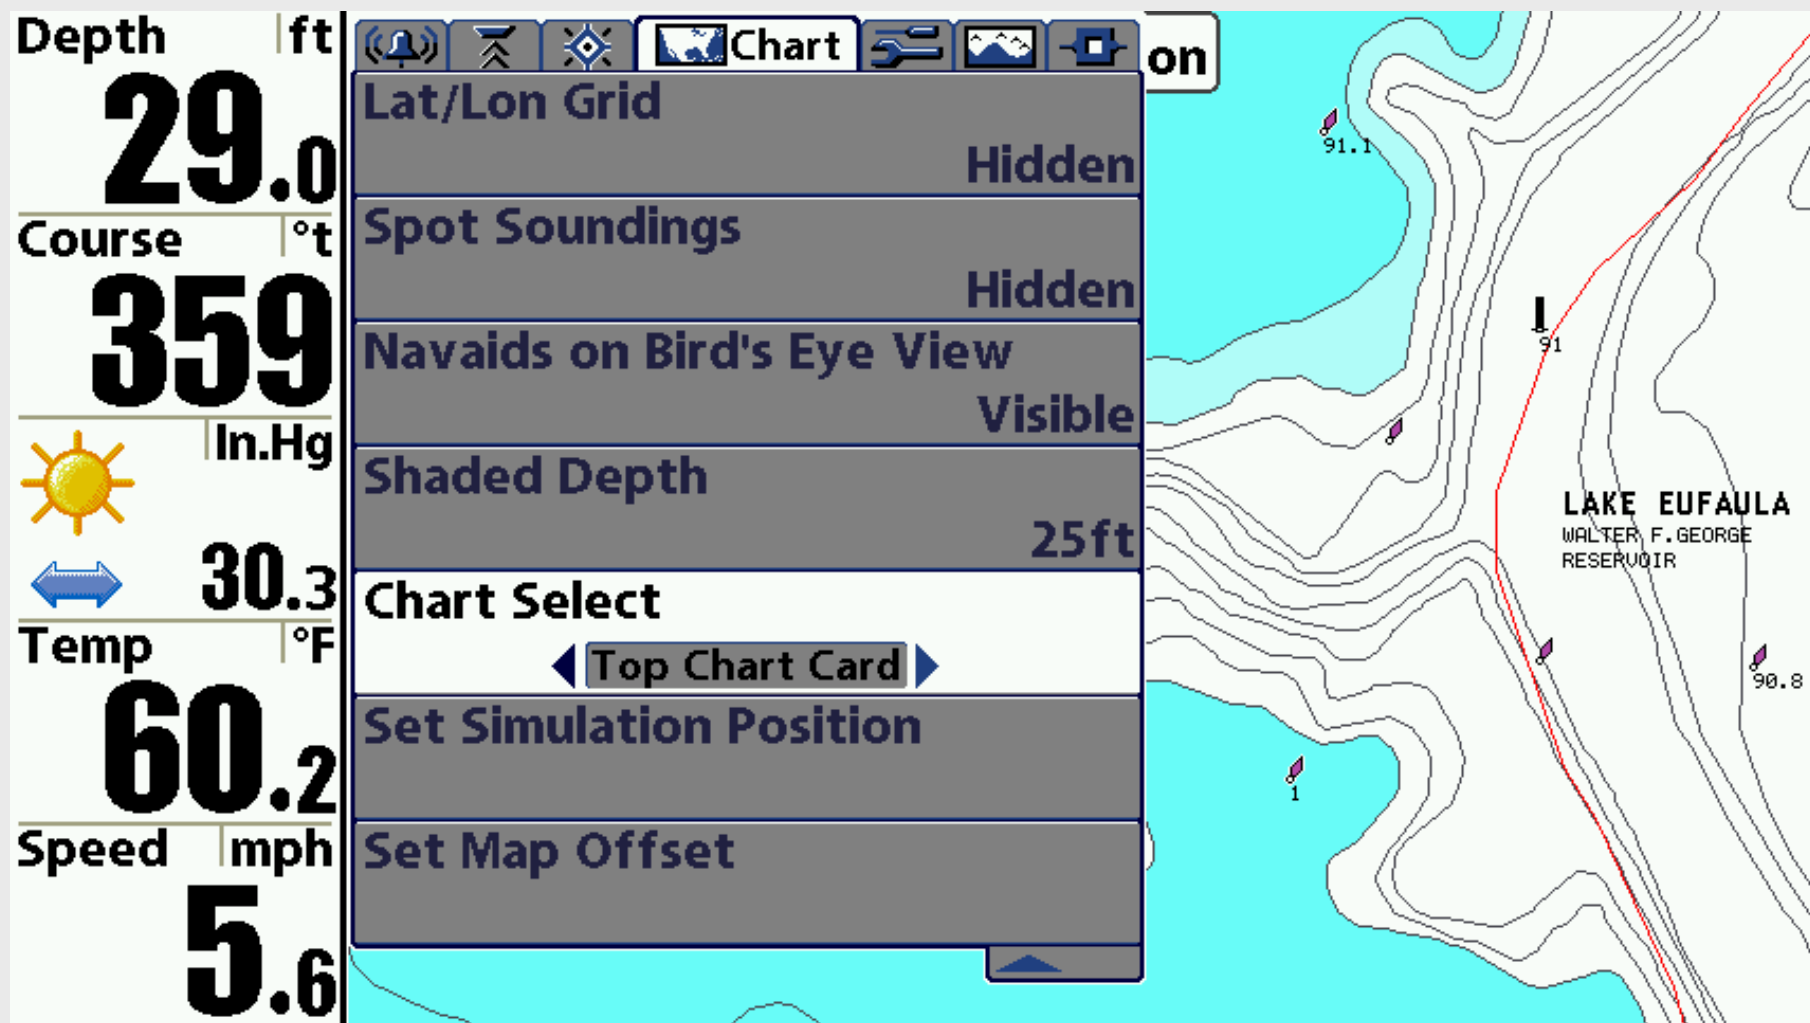 Depth ft
29.0
Course °t
359
In.Hg
30.3
Temp °F
60.2
Speed mph
5.6
Chart
on
Lat/Lon Grid
Hidden
Spot Soundings
Hidden
Navaids on Bird's Eye View
Visible
Shaded Depth
25ft
Chart Select
Top Chart Card
Set Simulation Position
Set Map Offset
91.1
91
LAKE EUFAULA
WALTER F.GEORGE
RESERVOIR
90.8
1